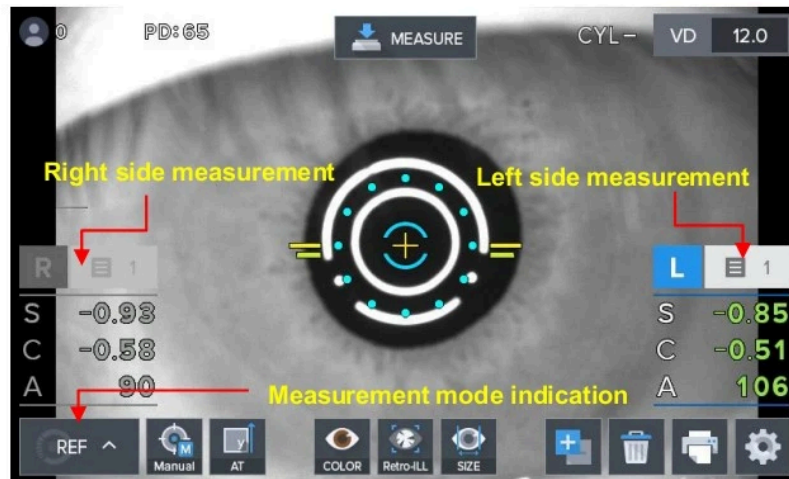 0 PD:65 MEASURE CYL- VD 12.0
Right side measurement
Left side measurement
R 1
L 1
S -0.93
S -0.85
C -0.58
C -0.51
A 90
A 106
Measurement mode indication
REF
M
Manual
y
AT
COLOR
Retro-ILL
SIZE